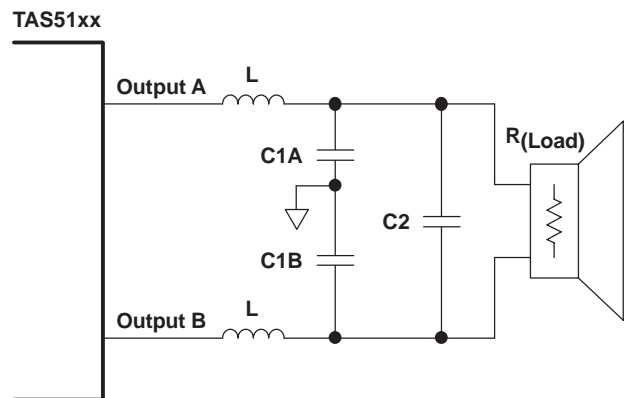 TAS51xx
Output A
L
R(Load)
C1A
C2
C1B
Output B
L